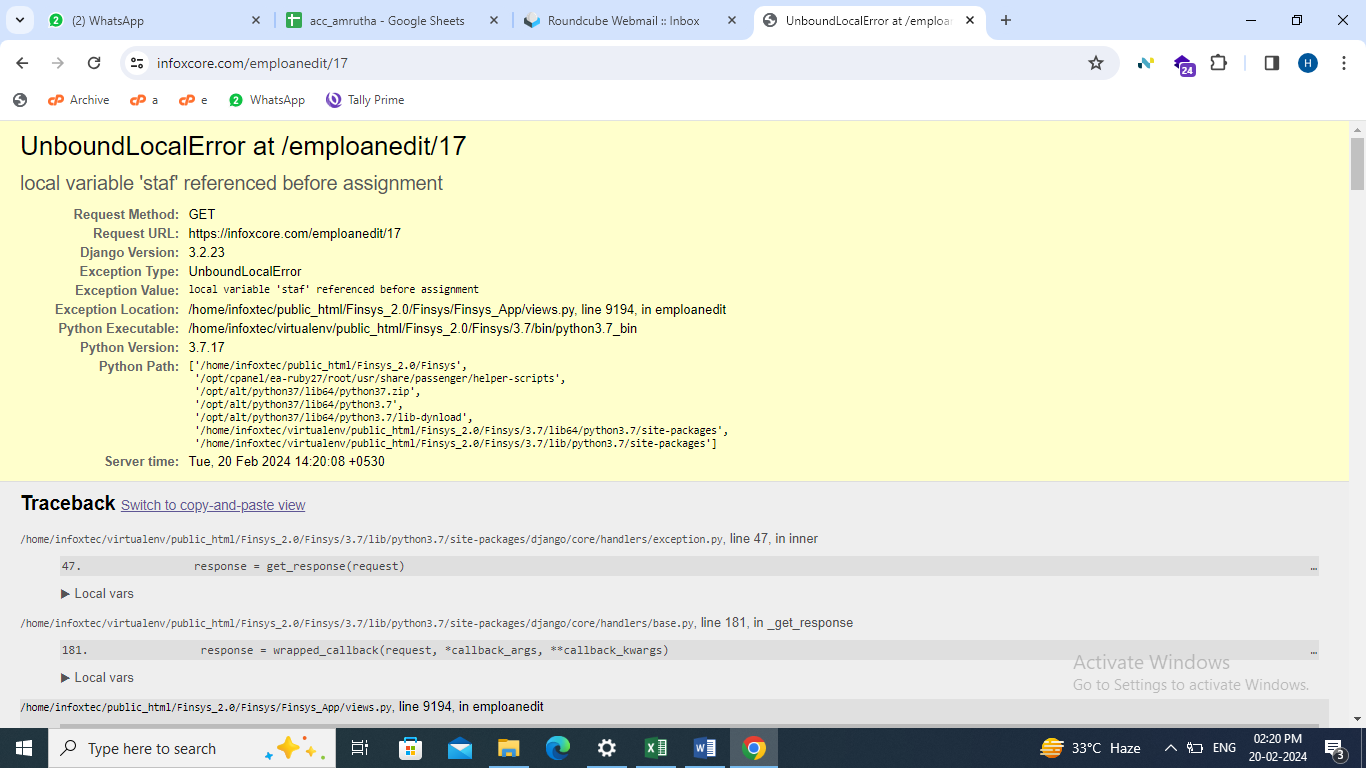 (2) WhatsApp
acc_amrutha - Google Sheets
Roundcube Webmail :: Inbox
UnboundLocalError at /emploa
infoxcore.com/emploanedit/17
24
H
Archive
a
e
WhatsApp
Tally Prime
UnboundLocalError at /emploanedit/17
local variable 'staf' referenced before assignment
Request Method: GET
Request URL: https://infoxcore.com/emploanedit/17
Django Version: 3.2.23
Exception Type: UnboundLocalError
Exception Value: local variable 'staf' referenced before assignment
Exception Location: /home/infoxtec/public_html/Finsys_2.0/Finsys/Finsys_App/views.py, line 9194, in emploanedit
Python Executable: /home/infoxtec/virtualenv/public_html/Finsys_2.0/Finsys/3.7/bin/python3.7_bin
Python Version: 3.7.17
Python Path: ['/home/infoxtec/public_html/Finsys_2.0/Finsys',
'/opt/cpanel/ea-ruby27/root/usr/share/passenger/helper-scripts',
'/opt/alt/python37/lib64/python37.zip',
'/opt/alt/python37/lib64/python3.7',
'/opt/alt/python37/lib64/python3.7/lib-dynload',
'/home/infoxtec/virtualenv/public_html/Finsys_2.0/Finsys/3.7/lib64/python3.7/site-packages',
'/home/infoxtec/virtualenv/public_html/Finsys_2.0/Finsys/3.7/lib/python3.7/site-packages']
Server time: Tue, 20 Feb 2024 14:20:08 +0530
Traceback Switch to copy-and-paste view
/home/infoxtec/virtualenv/public_html/Finsys_2.0/Finsys/3.7/lib/python3.7/site-packages/django/core/handlers/exception.py, line 47, in inner
47. response = get_response(request) …
▶ Local vars
/home/infoxtec/virtualenv/public_html/Finsys_2.0/Finsys/3.7/lib/python3.7/site-packages/django/core/handlers/base.py, line 181, in _get_response
181. response = wrapped_callback(request, *callback_args, **callback_kwargs) …
▶ Local vars
Activate Windows
Go to Settings to activate Windows.
/home/infoxtec/public_html/Finsys_2.0/Finsys/Finsys_App/views.py, line 9194, in emploanedit
Type here to search
33°C Haze
ENG
02:20 PM
20-02-2024
3